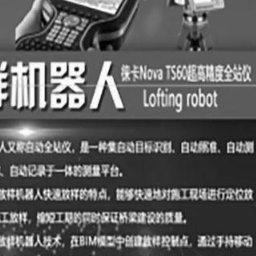 徕卡Nova TS60超高精度全站仪
样机器人
Lofting robot
人又称自动全站仪，是一种集自动目标识别、自动照准、自动测
、自动记录于一体的测量平台。
放样机器人快速放样的特点，能够快速地对施工现场进行定位放
工放样，缩短工期的同时保证桥梁建设的质量。
放样机器人技术，在BIM模型中创建放样控制点，通过手持移动